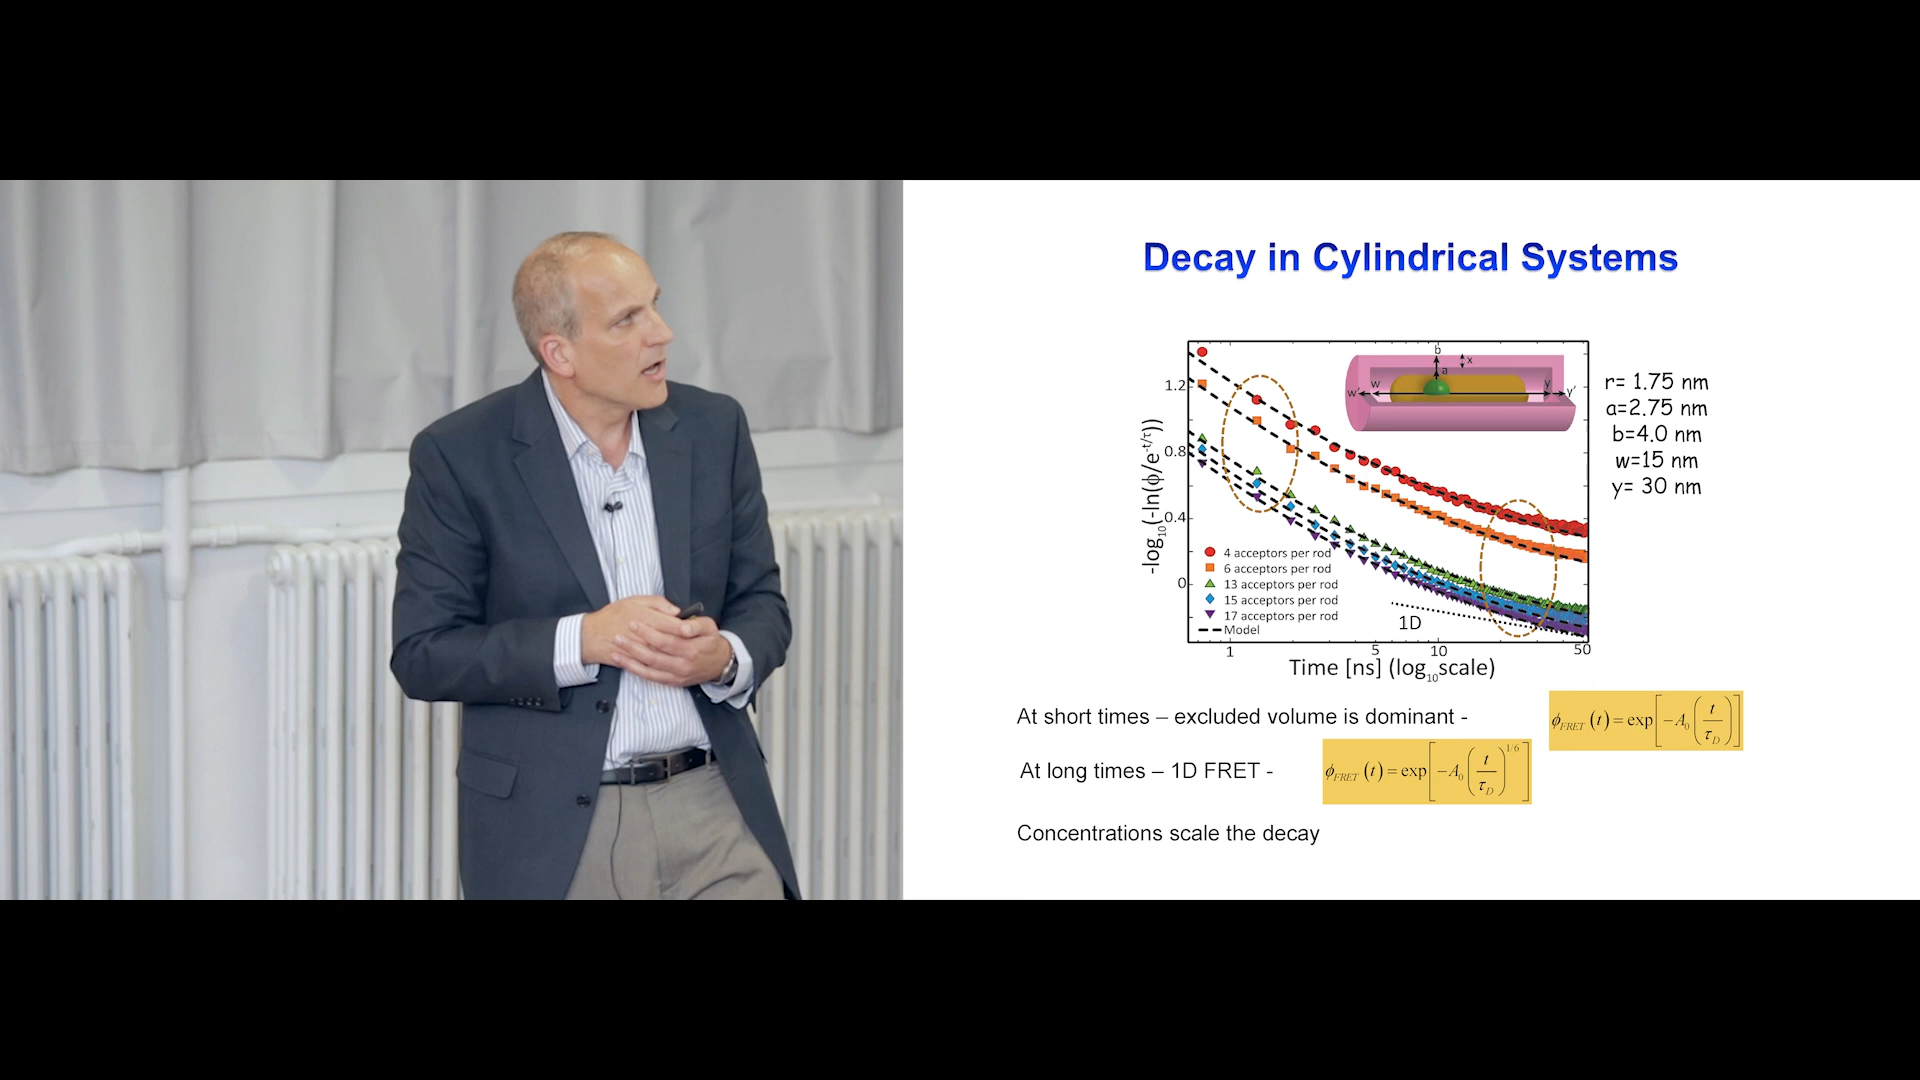 Decay in Cylindrical Systems
b
x
a
w
y
w'
y'
r= 1.75 nm
a=2.75 nm
b=4.0 nm
w=15 nm
y= 30 nm
-log10(-ln(ϕ/e^-t/τ))
1.2
0.8
0.4
0
4 acceptors per rod
6 acceptors per rod
13 acceptors per rod
15 acceptors per rod
17 acceptors per rod
Model
1D
1 5 10 50
Time [ns] (log10scale)
At short times – excluded volume is dominant - ϕFRET (t) = exp[−A0(t/τD)]
At long times – 1D FRET - ϕFRET (t) = exp[−A0(t/τD)^1/6]
Concentrations scale the decay